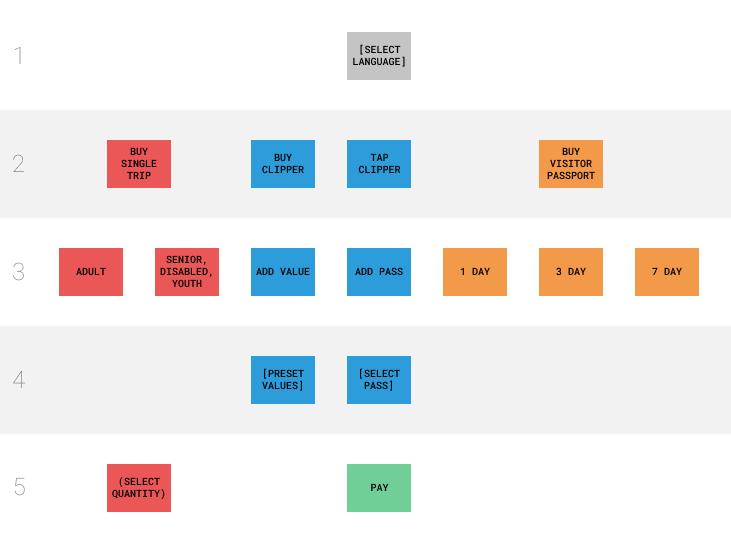 1
[SELECT
LANGUAGE]
2
BUY
SINGLE
TRIP
BUY
CLIPPER
TAP
CLIPPER
BUY
VISITOR
PASSPORT
3
ADULT
SENIOR,
DISABLED,
YOUTH
ADD VALUE
ADD PASS
1 DAY
3 DAY
7 DAY
4
[PRESET
VALUES]
[SELECT
PASS]
5
(SELECT
QUANTITY)
PAY